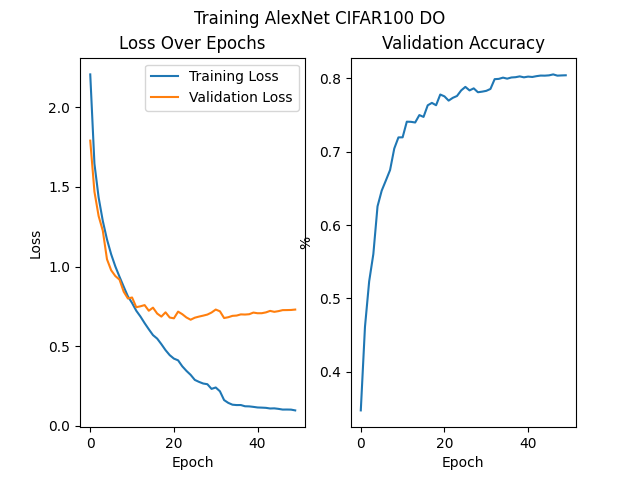 Training AlexNet CIFAR100 DO
Loss Over Epochs
Training Loss
Validation Loss
Loss
2.0
1.5
1.0
0.5
0.0
0
20
40
Epoch
Validation Accuracy
%
0.8
0.7
0.6
0.5
0.4
0
20
40
Epoch